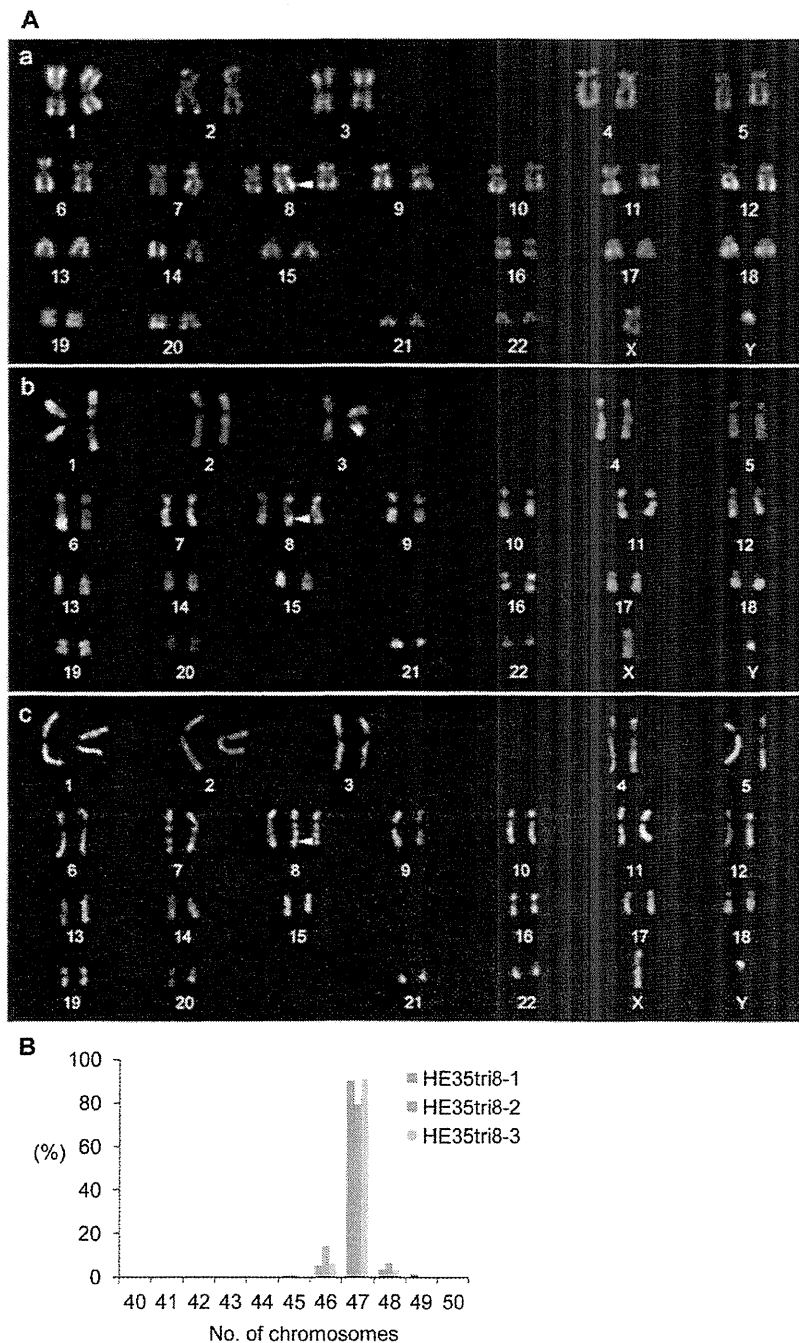 A
a
1 2 3 4 5
6 7 8 9 10 11 12
13 14 15 16 17 18
19 20 21 22 X Y
b
1 2 3 4 5
6 7 8 9 10 11 12
13 14 15 16 17 18
19 20 21 22 X Y
c
1 2 3 4 5
6 7 8 9 10 11 12
13 14 15 16 17 18
19 20 21 22 X Y
B
100
80
60
(%)
40
20
0
HE35tri8-1
HE35tri8-2
HE35tri8-3
40 41 42 43 44 45 46 47 48 49 50
No. of chromosomes